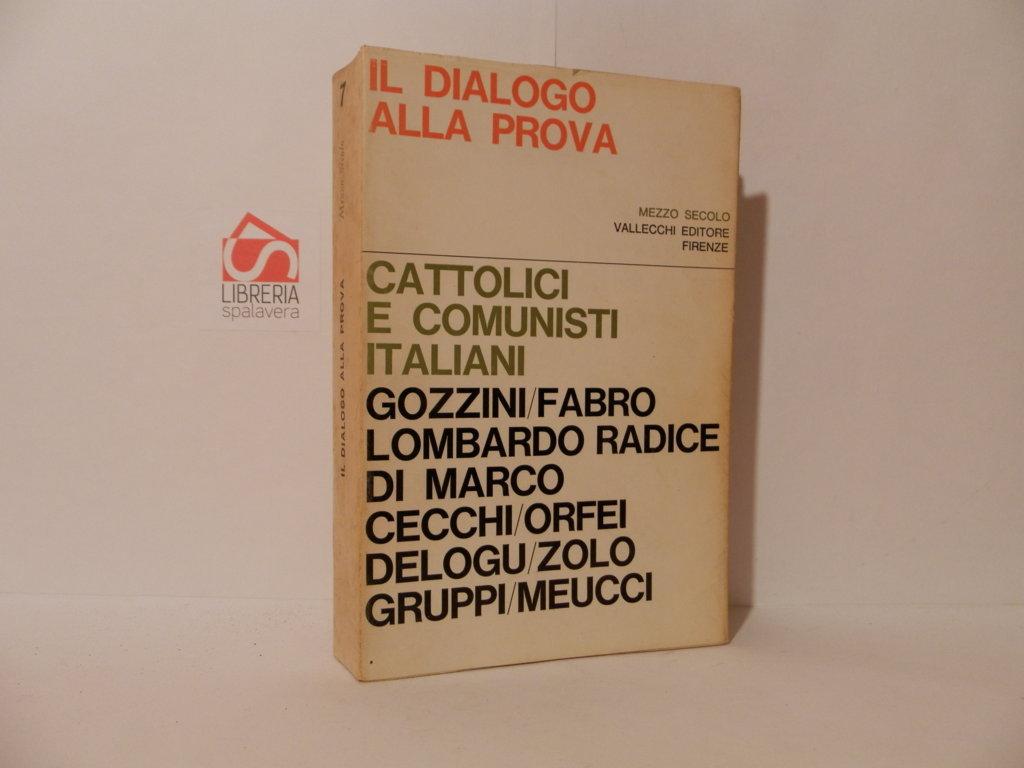 IL DIALOGO
ALLA PROVA
MEZZO SECOLO
VALLECCHI EDITORE
FIRENZE
CATTOLICI
E COMUNISTI
ITALIANI
GOZZINI/FABRO
LOMBARDO RADICE
DI MARCO
CECCHI/ORFEI
DELOGU/ZOLO
GRUPPI/MEUCCI
7
IL DIALOGO ALLA PROVA
LIBRERIA
spalavera